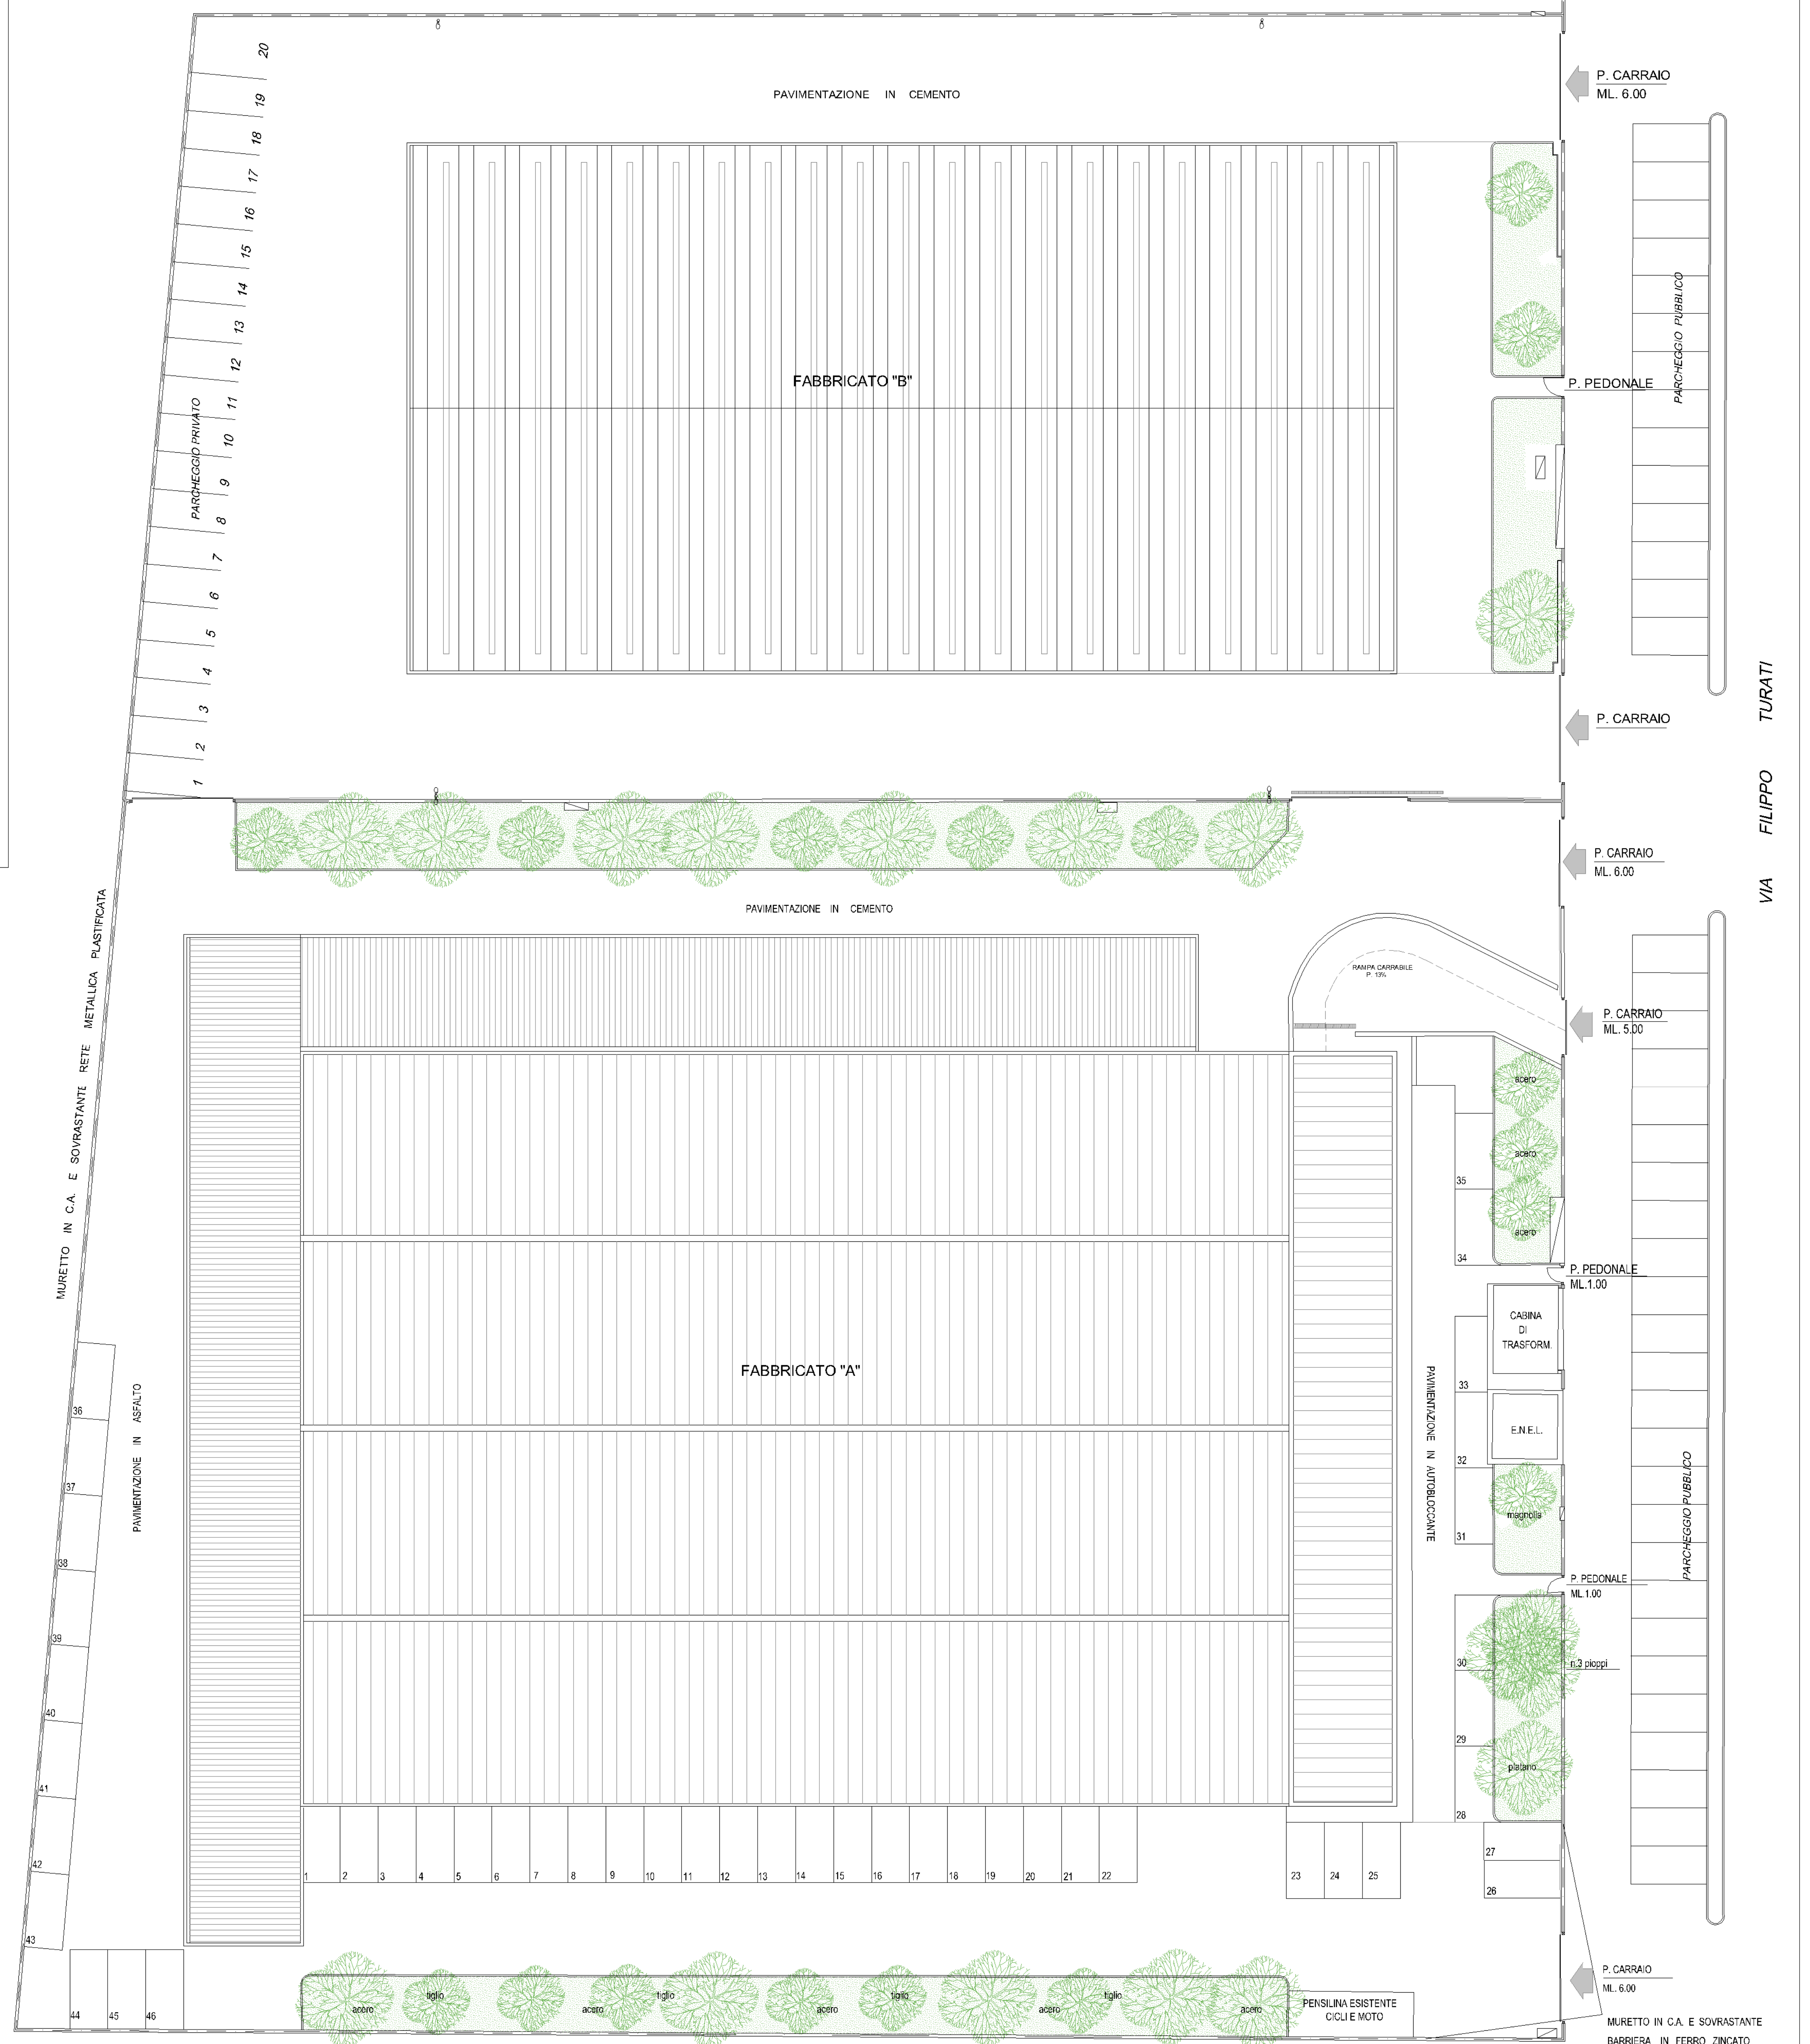 20
19
18
17
16
15
14
13
12
11
10
9
8
7
6
5
4
3
2
1
PARCHEGGIO PRIVATO
PAVIMENTAZIONE IN CEMENTO
FABBRICATO "B"
P. CARRAIO
ML. 6.00
PARCHEGGIO PUBBLICO
P. PEDONALE
P. CARRAIO
VIA FILIPPO TURATI
P. CARRAIO
ML. 6.00
PAVIMENTAZIONE IN CEMENTO
MURETTO IN C.A. E SOVRASTANTE RETE METALLICA PLASTIFICATA
RAMPA CARRABILE
P. 13%
P. CARRAIO
ML. 5.00
acero
acero
acero
35
34
P. PEDONALE
ML.1.00
CABINA
DI
TRASFORM.
33
E.N.E.L.
32
magnolia
31
FABBRICATO "A"
PAVIMENTAZIONE IN AUTOBLOCCANTE
PARCHEGGIO PUBBLICO
PAVIMENTAZIONE IN ASFALTO
36
37
38
39
40
41
42
43
P. PEDONALE
ML.1.00
30
n.3 pioppi
29
platano
28
27
26
1 2 3 4 5 6 7 8 9 10 11 12 13 14 15 16 17 18 19 20 21 22
23 24 25
44 45 46
acero
tiglio
acero
tiglio
acero
tiglio
acero
tiglio
acero
PENSILINA ESISTENTE
CICLI E MOTO
P. CARRAIO
ML. 6.00
MURETTO IN C.A. E SOVRASTANTE
BARRIERA IN FERRO ZINCATO